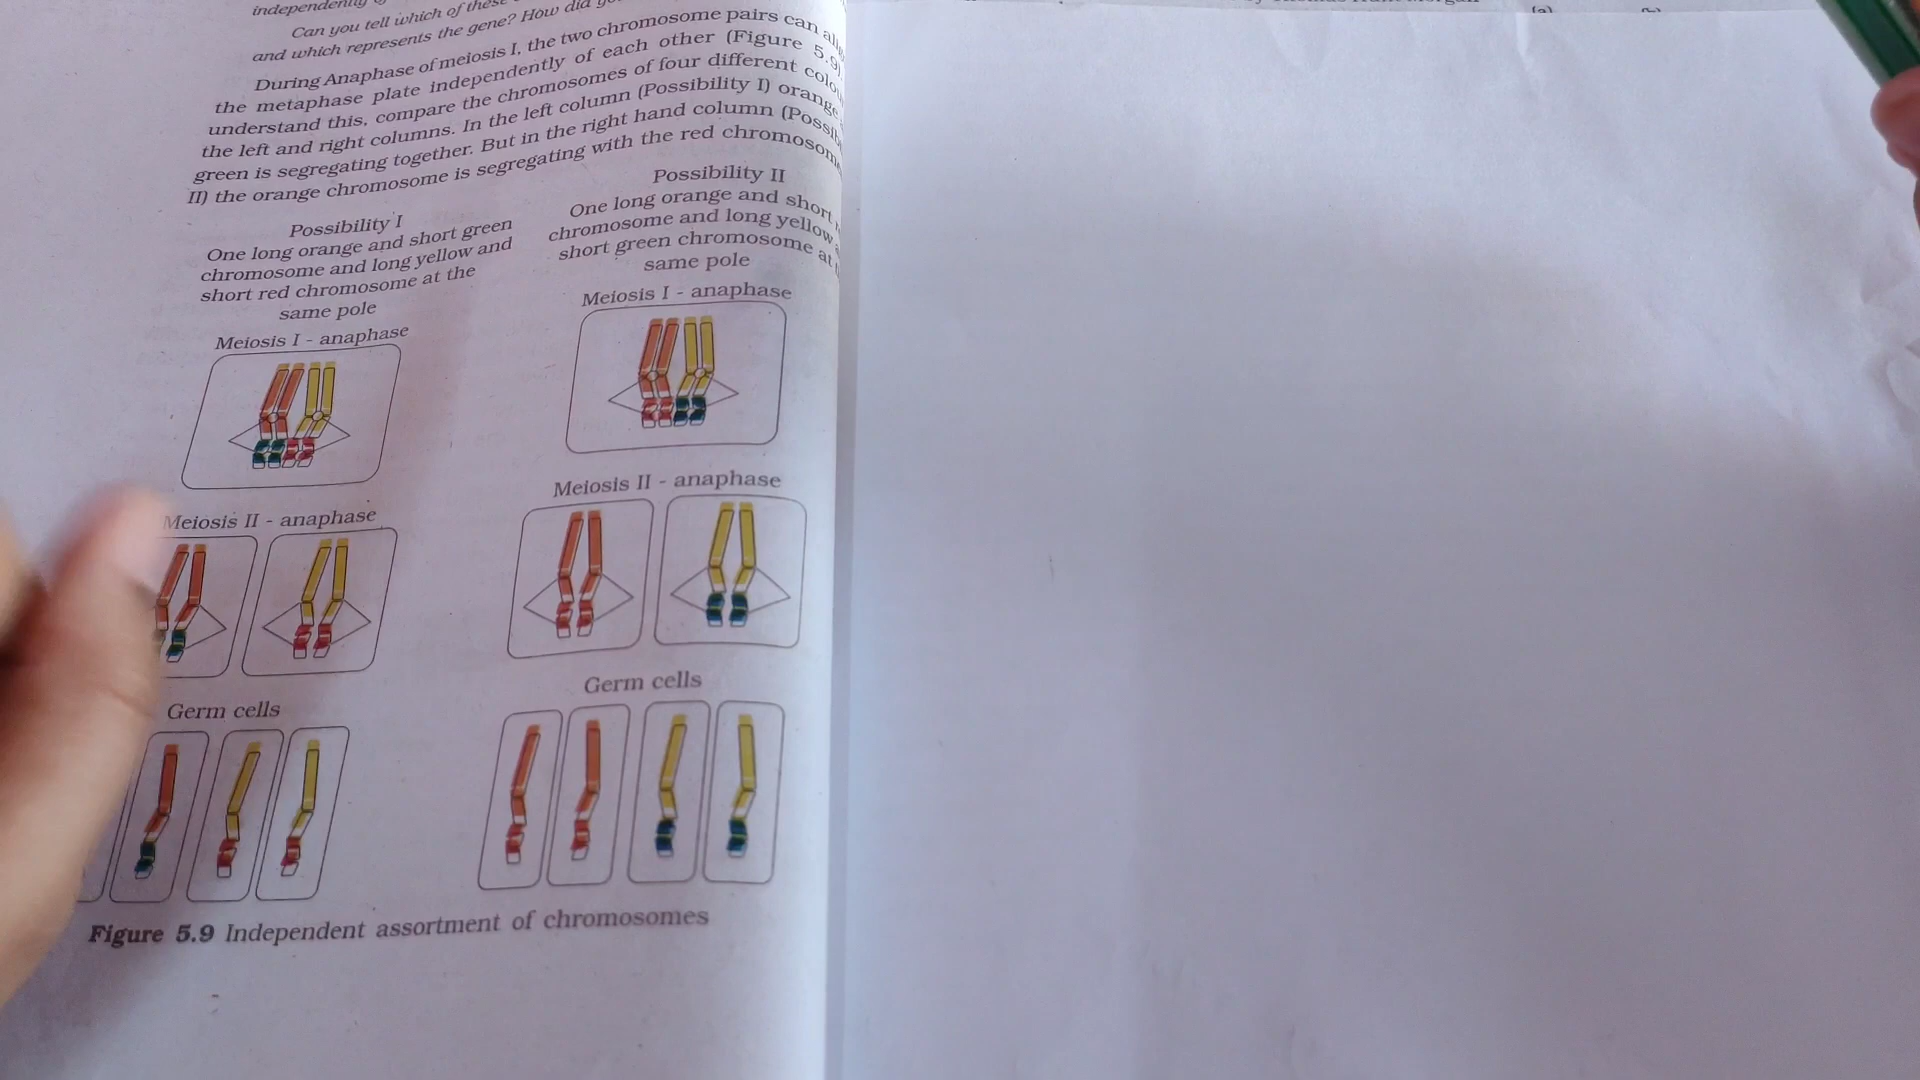 independently
Can you tell which of these
and which represents the gene? How did
During Anaphase of meiosis I, the two chromosome pairs can
the metaphase plate independently of each other (Figure 5.9)
understand this, compare the chromosomes of four different
the left and right columns. In the left column (Possibility I) orange
green is segregating together. But in the right hand column
II) the orange chromosome is segregating with the red
Possibility I
One long orange and short green
chromosome and long yellow and
short red chromosome at the
same pole
Meiosis I - anaphase
Meiosis II - anaphase
Germ cells
Possibility II
One long orange and short
chromosome and long yellow
short green chromosome at
same pole
Meiosis I - anaphase
Meiosis II - anaphase
Germ cells
Figure 5.9 Independent assortment of chromosomes
(a)